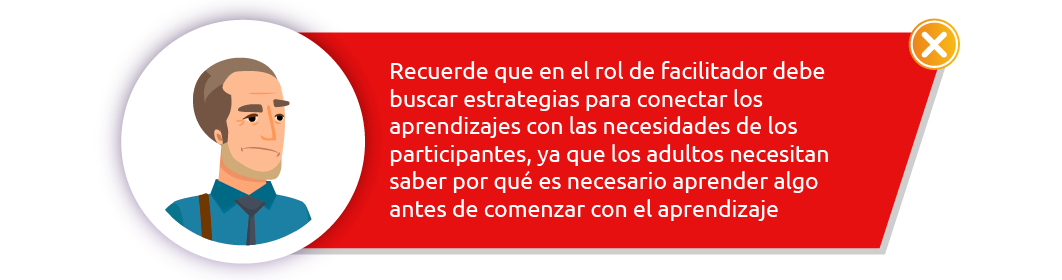 Recuerde que en el rol de facilitador debe
buscar estrategias para conectar los
aprendizajes con las necesidades de los
participantes, ya que los adultos necesitan
saber por qué es necesario aprender algo
antes de comenzar con el aprendizaje